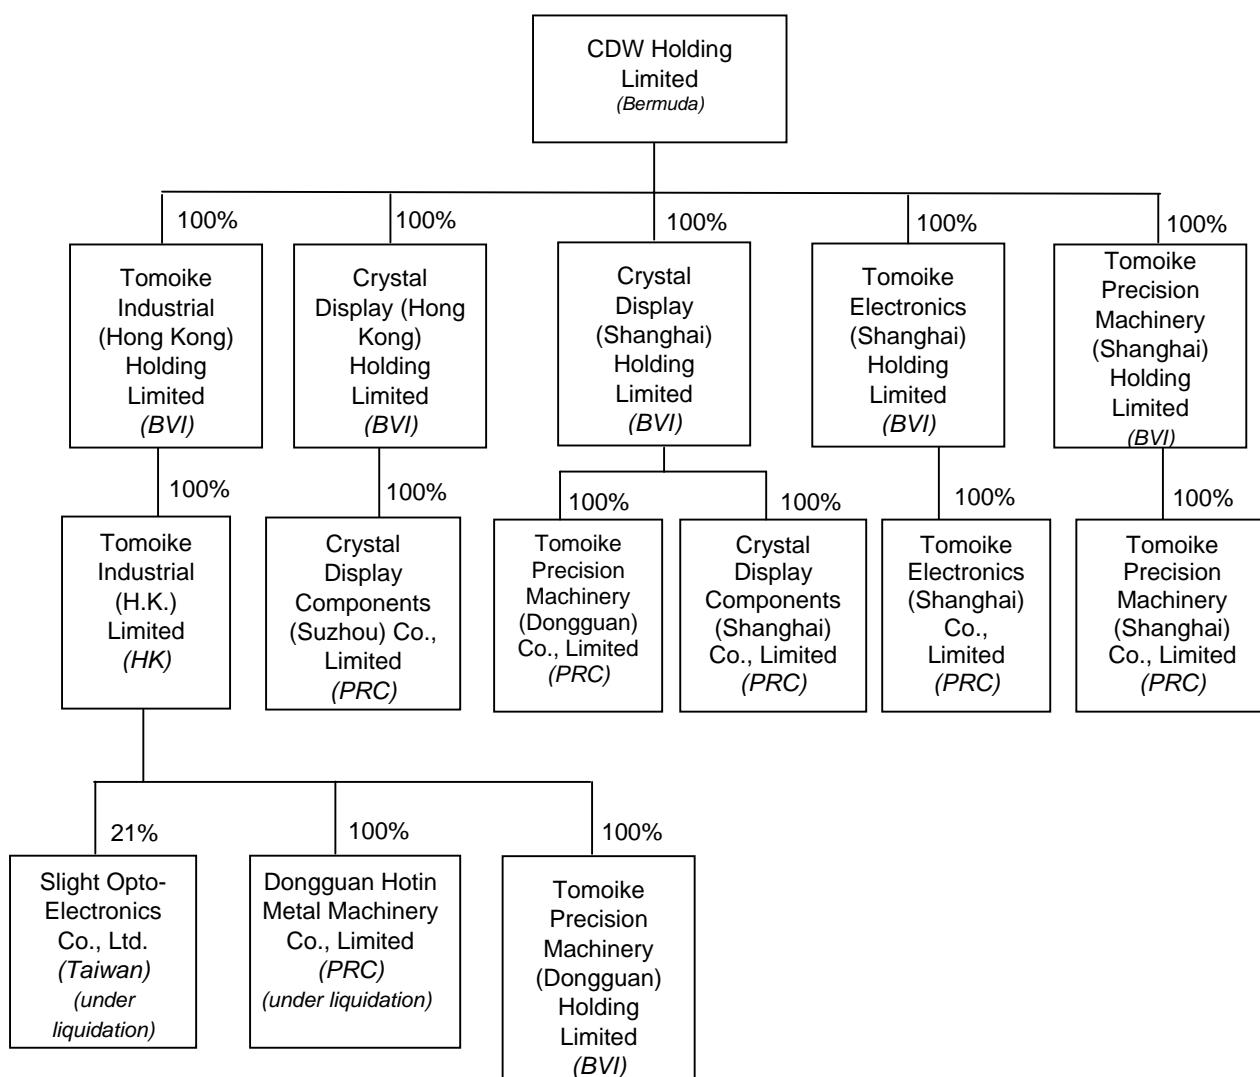 CDW Holding
Limited
(Bermuda)
100%
100%
100%
100%
100%
Tomoike
Industrial
(Hong Kong)
Holding
Limited
(BVI)
Crystal
Display (Hong
Kong)
Holding
Limited
(BVI)
Crystal
Display
(Shanghai)
Holding
Limited
(BVI)
Tomoike
Electronics
(Shanghai)
Holding
Limited
(BVI)
Tomoike
Precision
Machinery
(Shanghai)
Holding
Limited
(BVI)
100%
100%
100%
100%
100%
100%
Tomoike
Industrial
(H.K.)
Limited
(HK)
Crystal
Display
Components
(Suzhou) Co.,
Limited
(PRC)
Tomoike
Precision
Machinery
(Dongguan)
Co., Limited
(PRC)
Crystal
Display
Components
(Shanghai)
Co., Limited
(PRC)
Tomoike
Electronics
(Shanghai)
Co.,
Limited
(PRC)
Tomoike
Precision
Machinery
(Shanghai)
Co., Limited
(PRC)
21%
100%
100%
Slight Opto-
Electronics
Co., Ltd.
(Taiwan)
(under
liquidation)
Dongguan Hotin
Metal Machinery
Co., Limited
(PRC)
(under liquidation)
Tomoike
Precision
Machinery
(Dongguan)
Holding
Limited
(BVI)